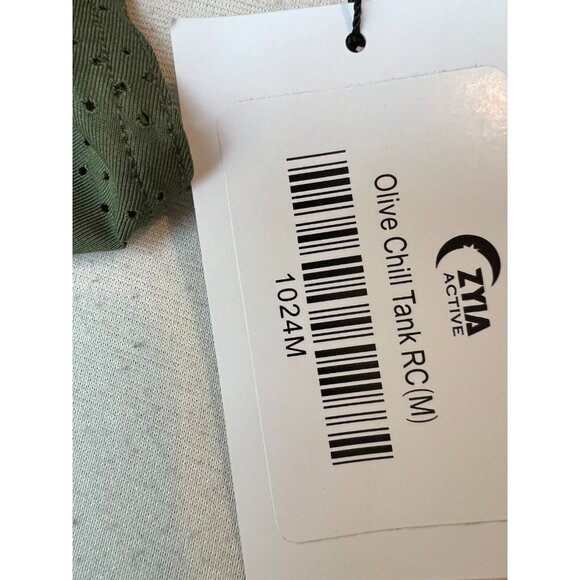 ZYIA
ACTIVE
Olive Chill Tank RC(M)
1024M